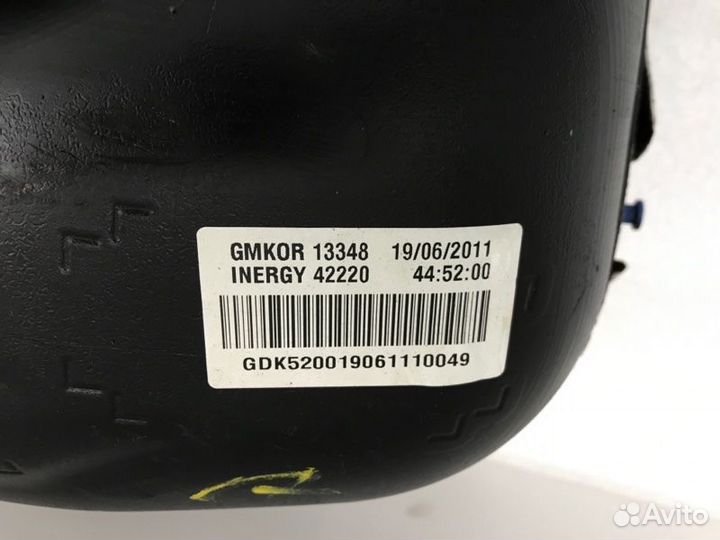 GMKOR 13348 19/06/2011
INERGY 42220 44:52:00
GDK520019061110049
Avito